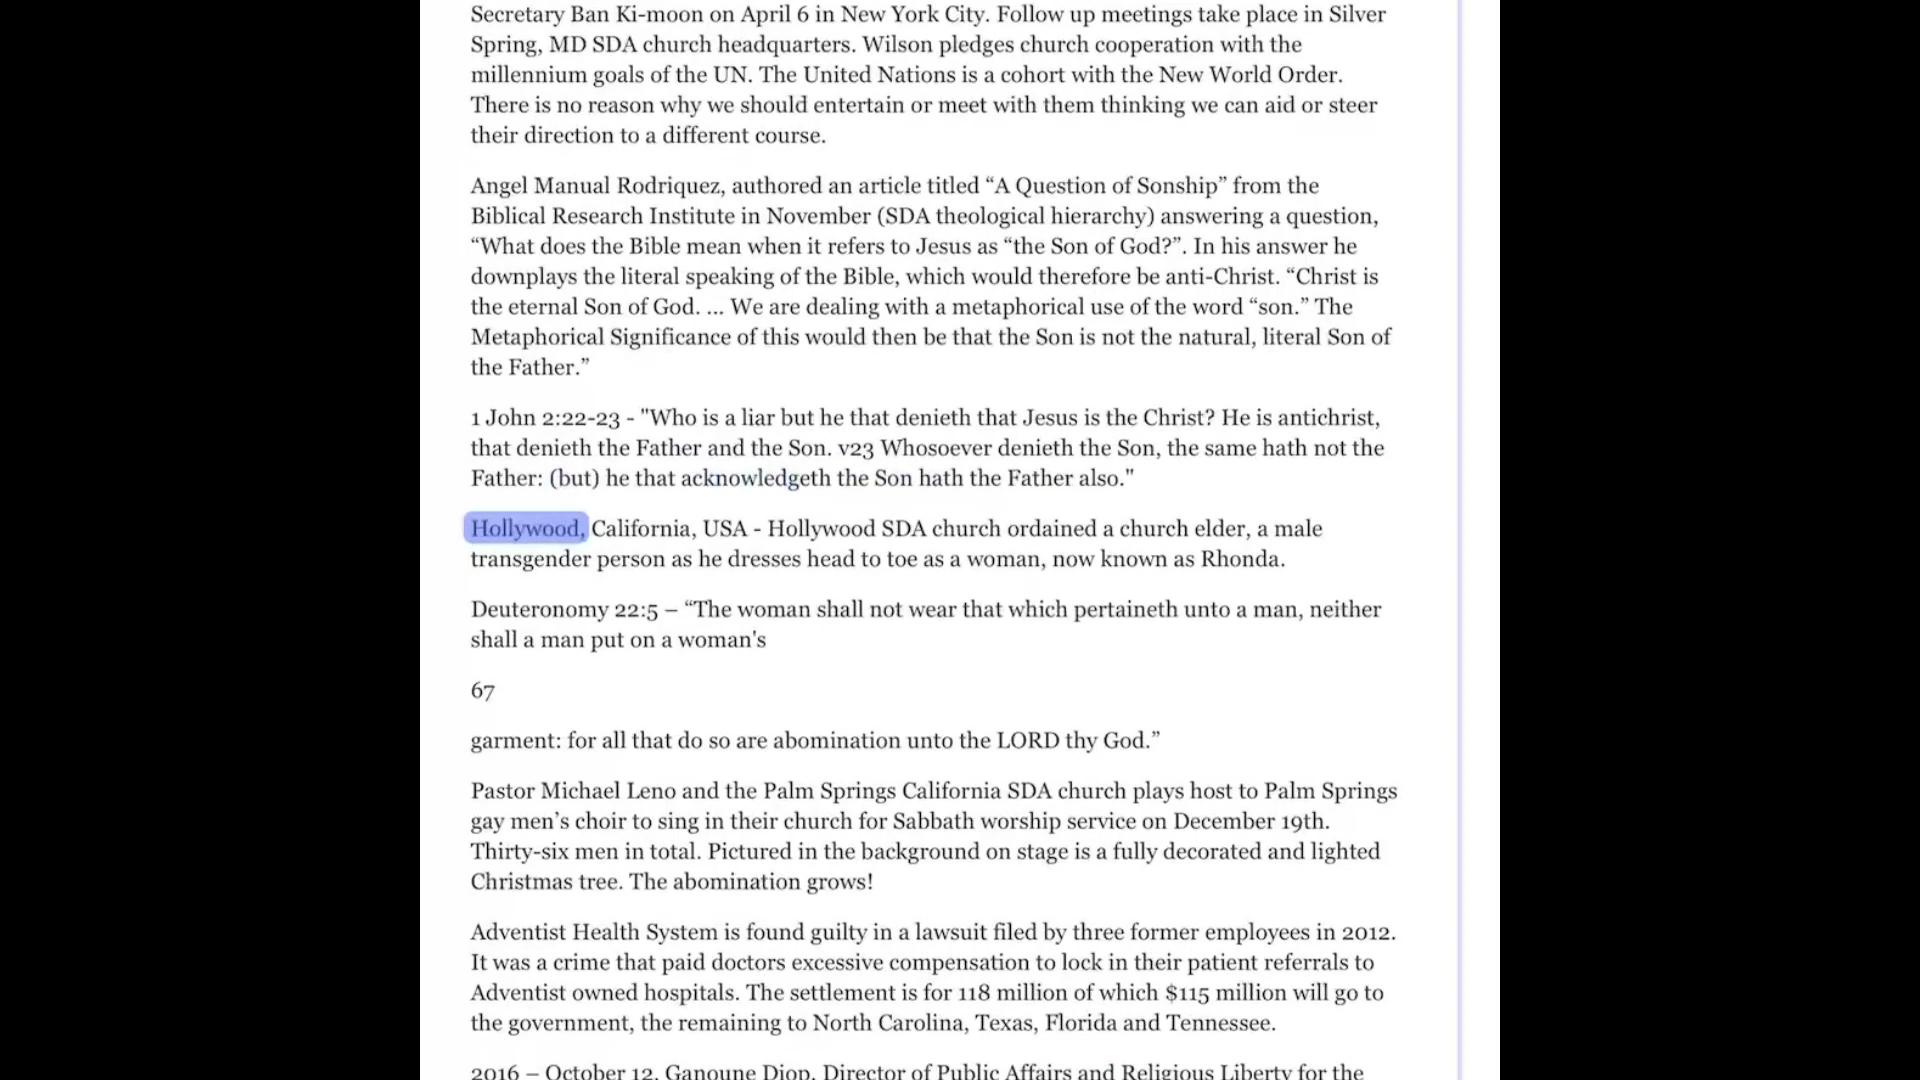 Secretary Ban Ki-moon on April 6 in New York City. Follow up meetings take place in Silver
Spring, MD SDA church headquarters. Wilson pledges church cooperation with the
millennium goals of the UN. The United Nations is a cohort with the New World Order.
There is no reason why we should entertain or meet with them thinking we can aid or steer
their direction to a different course.
Angel Manual Rodriquez, authored an article titled “A Question of Sonship” from the
Biblical Research Institute in November (SDA theological hierarchy) answering a question,
“What does the Bible mean when it refers to Jesus as “the Son of God?”. In his answer he
downplays the literal speaking of the Bible, which would therefore be anti-Christ. “Christ is
the eternal Son of God. ... We are dealing with a metaphorical use of the word “son.” The
Metaphorical Significance of this would then be that the Son is not the natural, literal Son of
the Father.”
1 John 2:22-23 - "Who is a liar but he that denieth that Jesus is the Christ? He is antichrist,
that denieth the Father and the Son. v23 Whosoever denieth the Son, the same hath not the
Father: (but) he that acknowledgeth the Son hath the Father also."
Hollywood, California, USA - Hollywood SDA church ordained a church elder, a male
transgender person as he dresses head to toe as a woman, now known as Rhonda.
Deuteronomy 22:5 – “The woman shall not wear that which pertaineth unto a man, neither
shall a man put on a woman's
67
garment: for all that do so are abomination unto the LORD thy God.”
Pastor Michael Leno and the Palm Springs California SDA church plays host to Palm Springs
gay men’s choir to sing in their church for Sabbath worship service on December 19th.
Thirty-six men in total. Pictured in the background on stage is a fully decorated and lighted
Christmas tree. The abomination grows!
Adventist Health System is found guilty in a lawsuit filed by three former employees in 2012.
It was a crime that paid doctors excessive compensation to lock in their patient referrals to
Adventist owned hospitals. The settlement is for 118 million of which $115 million will go to
the government, the remaining to North Carolina, Texas, Florida and Tennessee.
2016 – October 12. Ganoune Diop, Director of Public Affairs and Religious Liberty for the